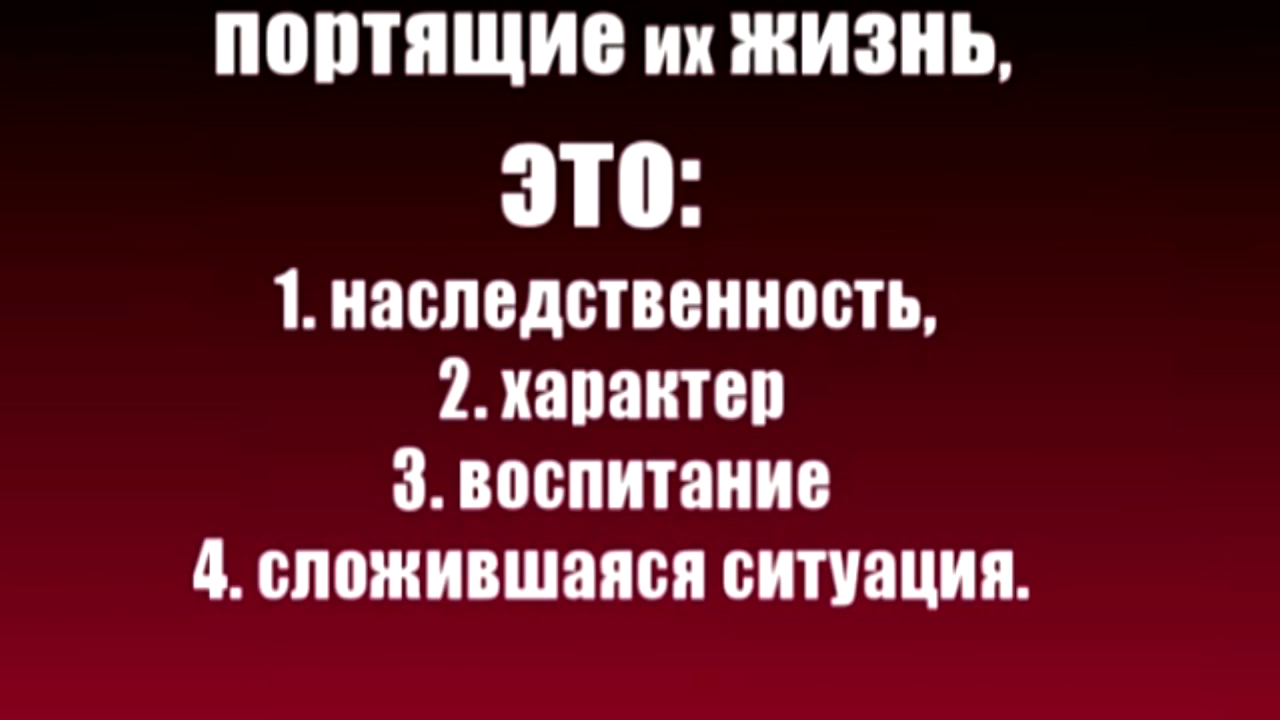 портящие их жизнь,
это:
1. наследственность,
2. характер
3. воспитание
4. сложившаяся ситуация.